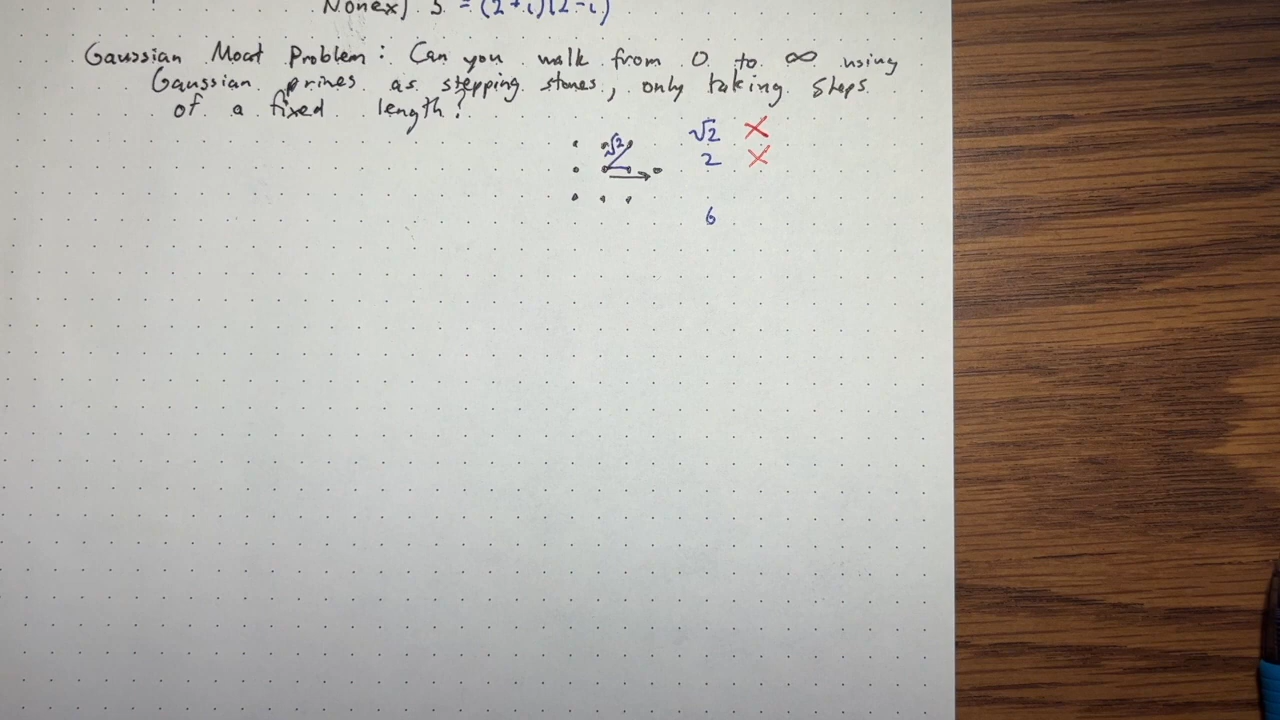 Nonex) 5 = (2+i)(2-i)
Gaussian Moat Problem: Can you walk from 0 to ∞ using
Gaussian primes as stepping stones, only taking steps
of a fixed length?
√2 √2 X
2 X
6